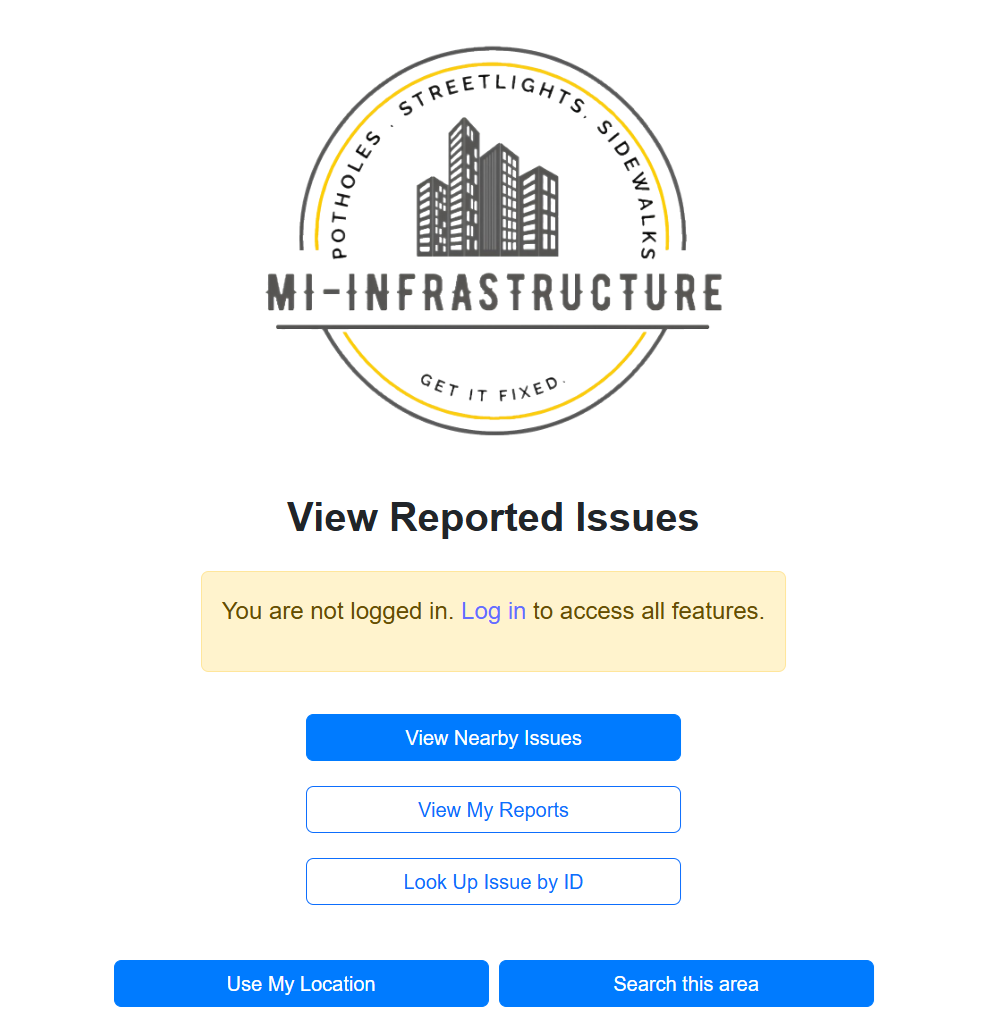 POTHOLES . STREETLIGHTS. SIDEWALKS
MI-INFRASTRUCTURE
GET IT FIXED.
View Reported Issues
You are not logged in. Log in to access all features.
View Nearby Issues
View My Reports
Look Up Issue by ID
Use My Location Search this area